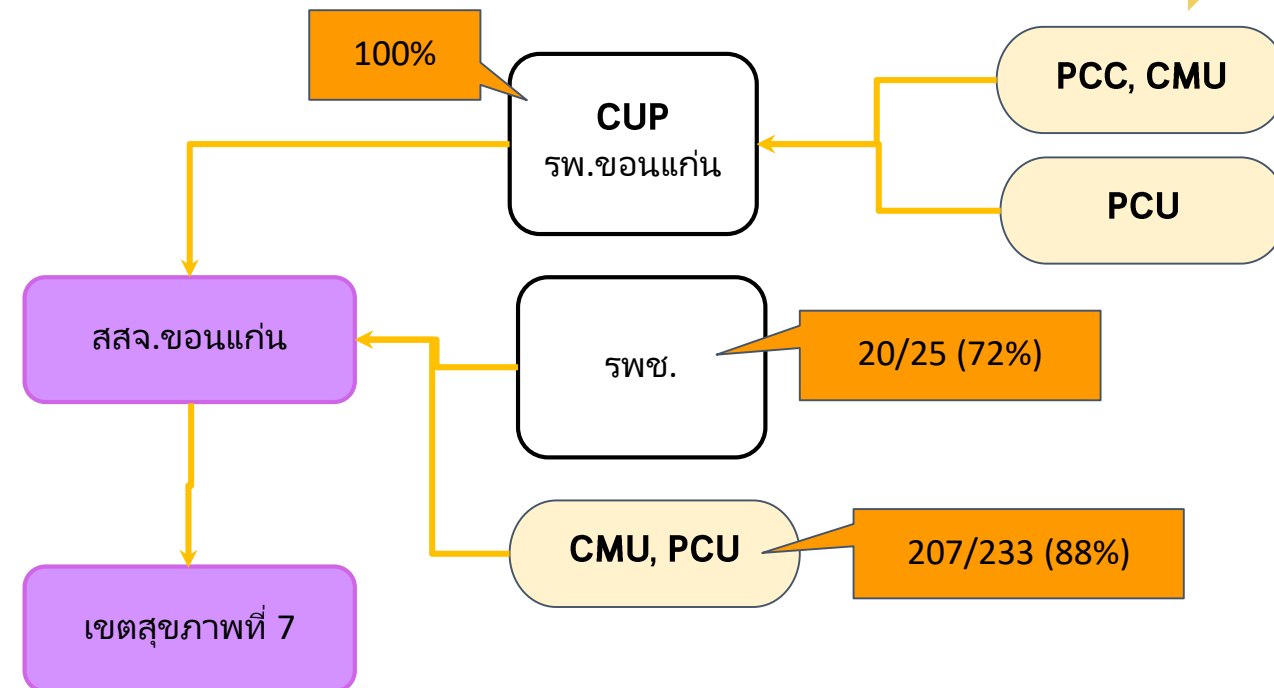 100%
CUP
รพ.ขอนแก่น
PCC, CMU
PCU
สสจ.ขอนแก่น
รพช.
20/25 (72%)
CMU, PCU
207/233 (88%)
เขตสุขภาพที่ 7